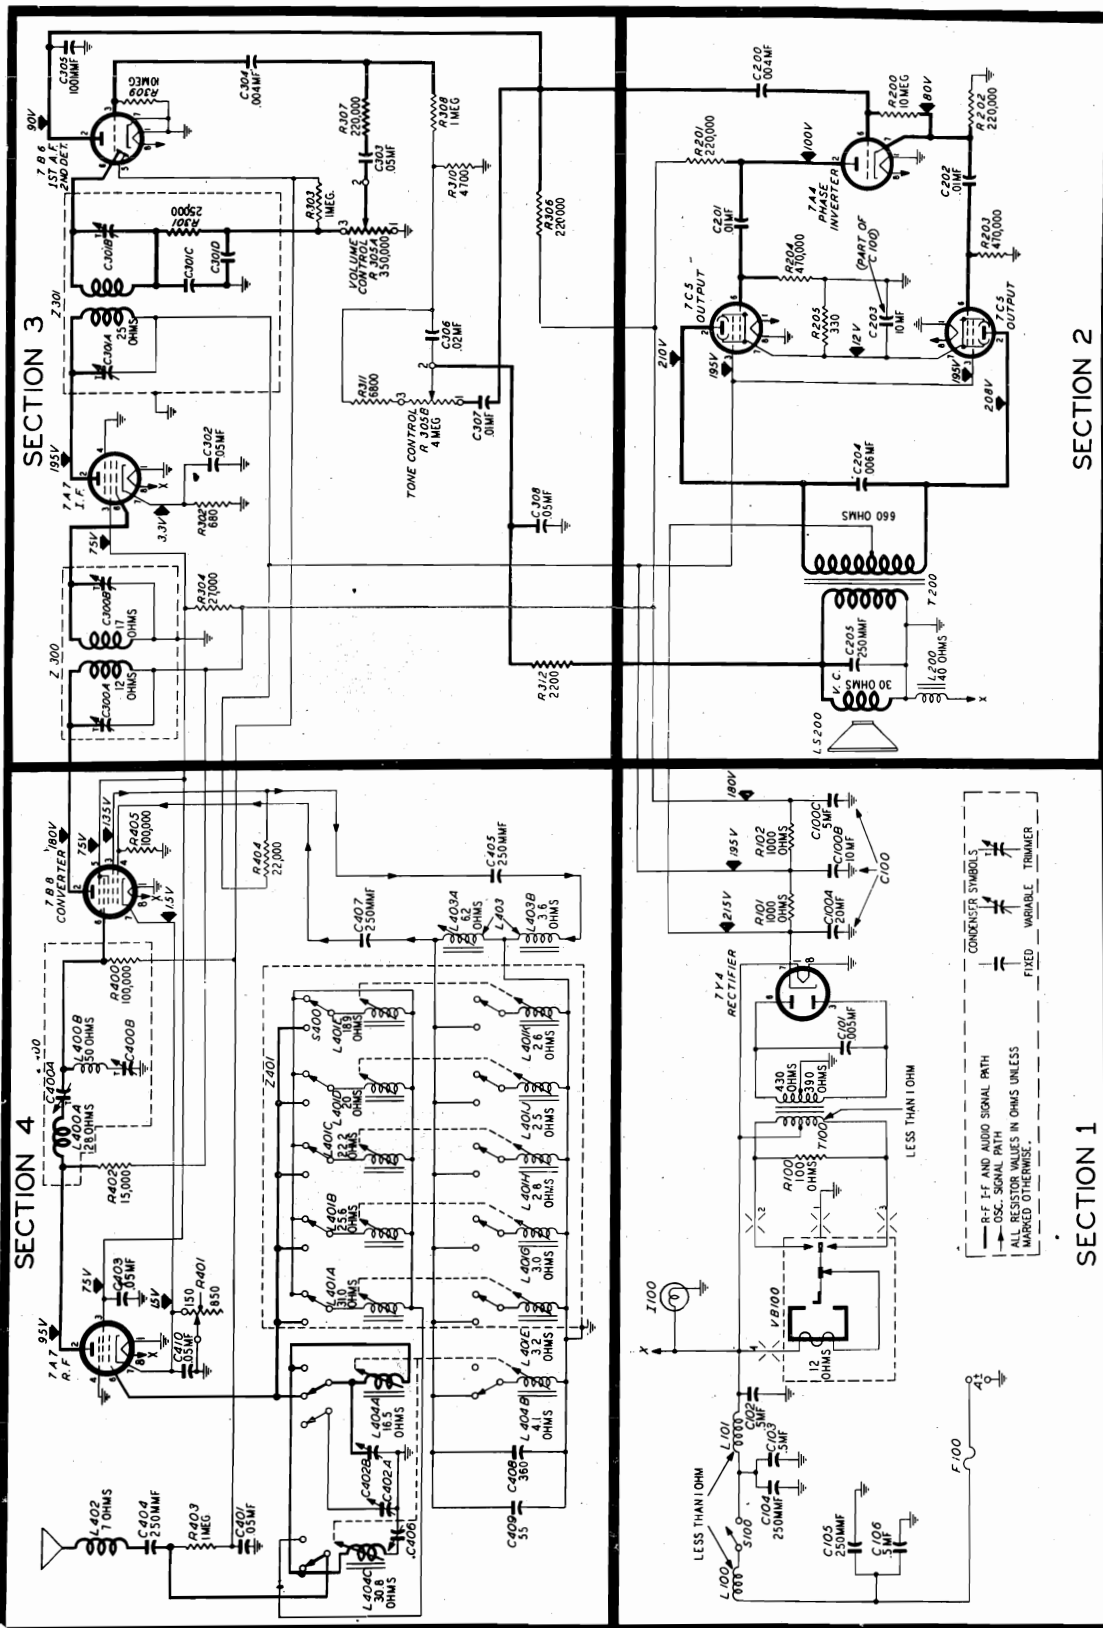 SECTION 4
L402
7 OHMS
C404
250MMF
R403
1MEG
C401
.05MF
7A7
R.F
95V
75V
C403
.05MF
C410
.05MF
150
R401
850
R402
15,000
L400A
28 OHMS
C400A
L400B
50 OHMS
C400B
R400
100,000
7B8
CONVERTER
180V
75V
135V
R405
100,000
1.5V
R404
22,000
Z401
S400
L401A
31.0
OHMS
L401B
25.6
OHMS
L401C
22.2
OHMS
L401D
20
OHMS
L401E
18.9
OHMS
L404C
30.8
OHMS
C406
C402A
C402B
L404A
16.5
OHMS
C409
55
C408
360
L404B
4.1
OHMS
L401E
3.2
OHMS
L401G
3.0
OHMS
L401H
2.8
OHMS
L401J
2.5
OHMS
L401K
2.6
OHMS
C407
250MMF
L403A
6.2
OHMS
L403
L403B
3.6
OHMS
C405
250MMF
SECTION 3
Z 300
C300A
12
OHMS
C300B
17
OHMS
R304
27,000
75V
7A7
I.F.
195V
3.3V
R302
680
C302
.05MF
Z301
C301A
25
OHMS
C301B
R301
25000
C301C
C301D
7B6
1ST A.F.
2ND DET.
90V
C305
100MMF
R309
10MEG
C304
.004MF
R303
1MEG.
R307
220,000
C303
.05MF
VOLUME
CONTROL
R 305A
350,000
R308
1 MEG
R310
4700
C306
.02MF
R311
6800
TONE CONTROL
R 305B
4 MEG
C307
.01MF
R306
220000
C308
.05MF
R312
2200
SECTION 1
L100
S100
LESS THAN 1 OHM
L101
C102
.5MF
C103
.5MF
C104
250MMF
C105
250MMF
C106
.5MF
F100
A±
I100
X
VB100
12
OHMS
R100
100
OHMS
T100
430
OHMS
390
OHMS
LESS THAN 1 OHM
C101
.005MF
7Y4
RECTIFIER
215V
R101
1000
OHMS
195V
R102
1000
OHMS
180V
C100A
20MF
C100B
10MF
C100C
.5MF
C100
CONDENSER SYMBOLS
FIXED
VARIABLE
TRIMMER
R-F I-F AND AUDIO SIGNAL PATH
OSC. SIGNAL PATH
ALL RESISTOR VALUES IN OHMS UNLESS
MARKED OTHERWISE.
SECTION 2
LS200
V.C.
30 OHMS
C205
250MMF
L200
40 OHMS
X
T200
660 OHMS
C204
.006MF
210V
195V
7C5
OUTPUT
208V
195V
7C5
OUTPUT
12V
R205
330
C203
10MF
(PART OF
C100)
R204
470,000
C201
.01MF
R201
220,000
100V
7A4
PHASE
INVERTER
C200
.004MF
R200
10MEG
80V
R202
220,000
C202
.01MF
R203
470,000